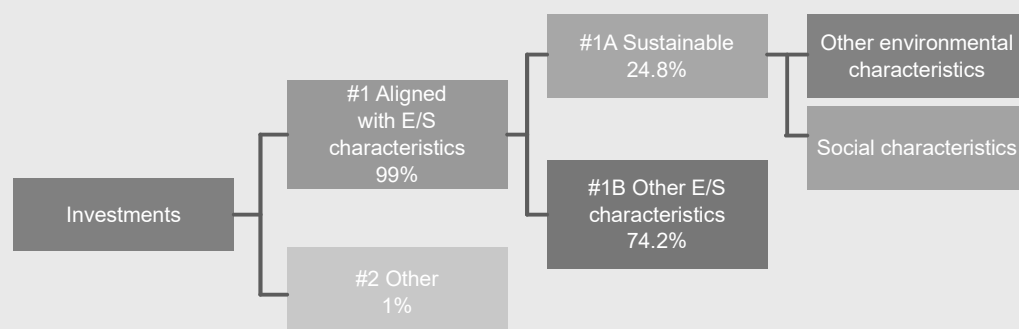 Investments
#1 Aligned
with E/S
characteristics
99%
#2 Other
1%
#1A Sustainable
24.8%
#1B Other E/S
characteristics
74.2%
Other environmental
characteristics
Social characteristics